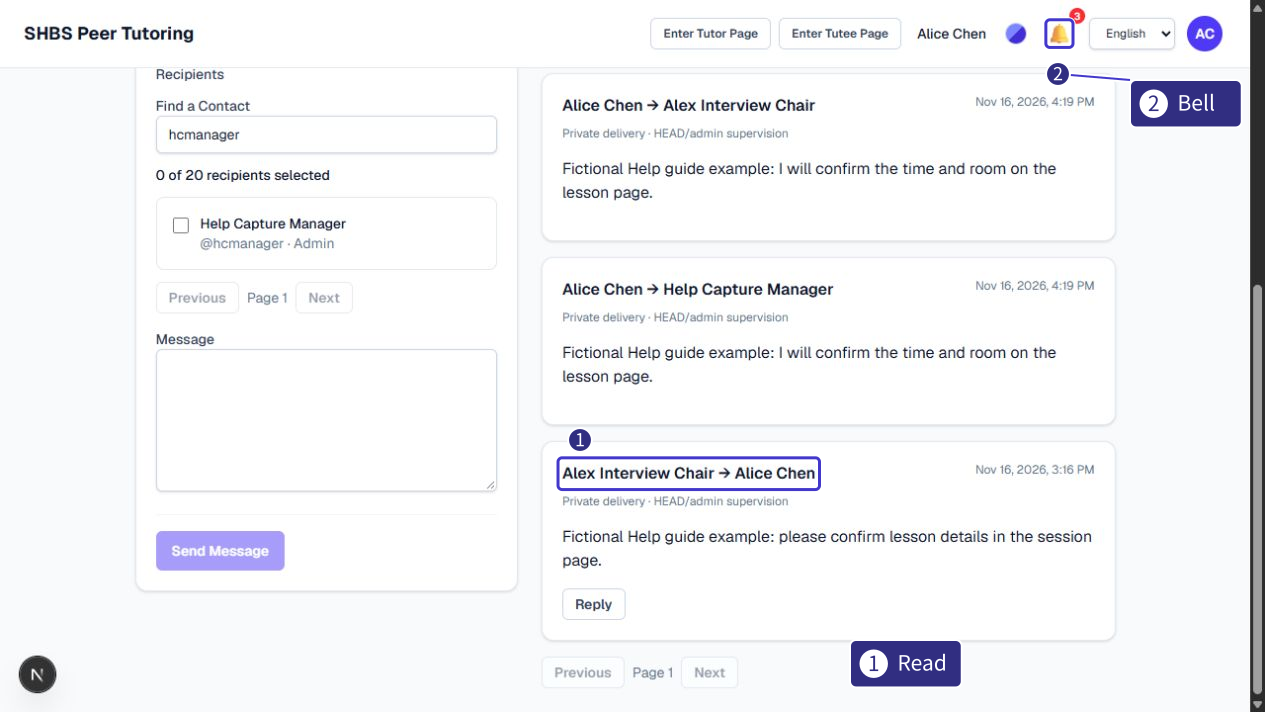 SHBS Peer Tutoring
Enter Tutor Page
Enter Tutee Page
Alice Chen
3
English
AC
2
2 Bell
Recipients
Find a Contact
hcmanager
0 of 20 recipients selected
Help Capture Manager
@hcmanager · Admin
Previous
Page 1
Next
Message
Send Message
Alice Chen → Alex Interview Chair
Nov 16, 2026, 4:19 PM
Private delivery · HEAD/admin supervision
Fictional Help guide example: I will confirm the time and room on the
lesson page.
Alice Chen → Help Capture Manager
Nov 16, 2026, 4:19 PM
Private delivery · HEAD/admin supervision
Fictional Help guide example: I will confirm the time and room on the
lesson page.
1
Alex Interview Chair → Alice Chen
Nov 16, 2026, 3:16 PM
Private delivery · HEAD/admin supervision
Fictional Help guide example: please confirm lesson details in the session
page.
Reply
1 Read
Previous
Page 1
Next
N